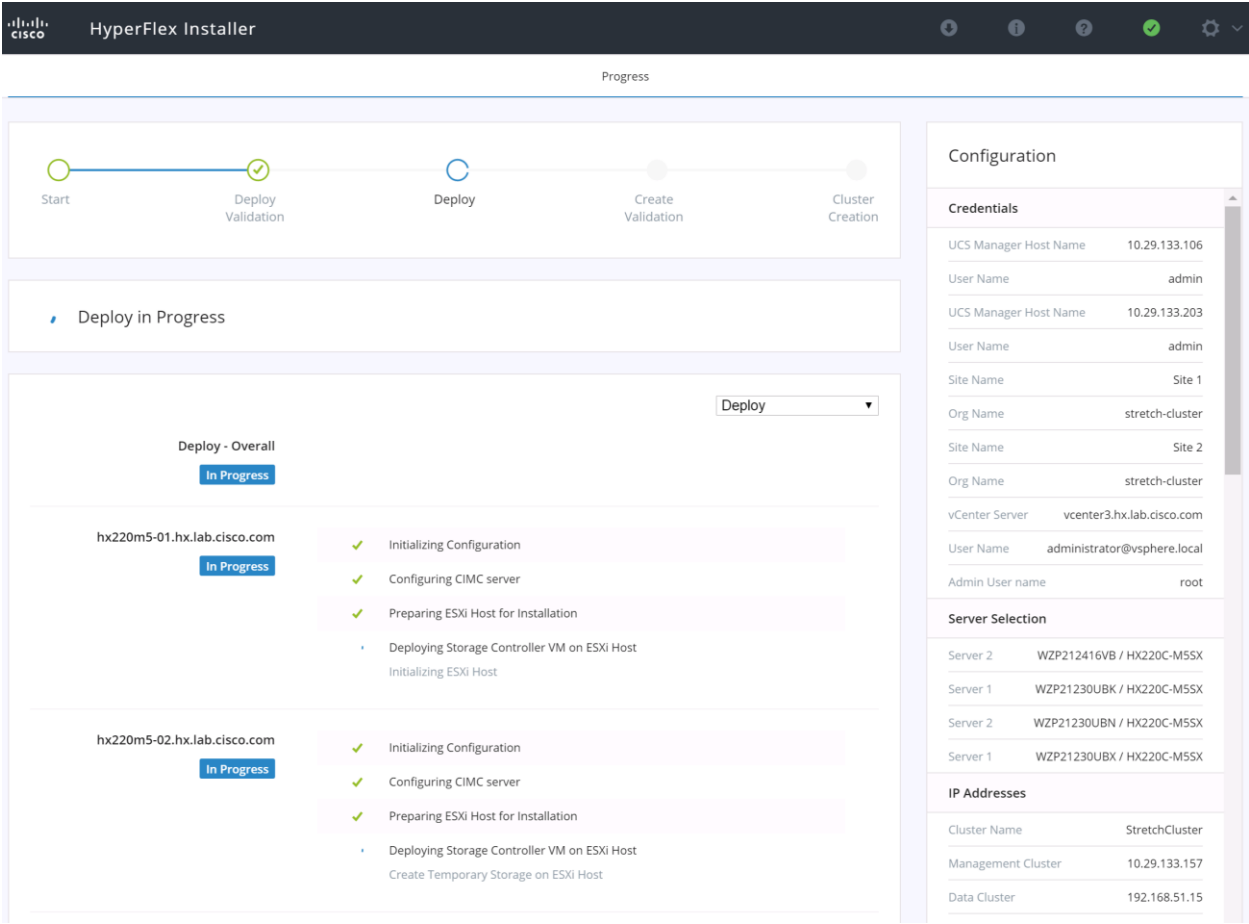 cisco
HyperFlex Installer
Progress
Start
Deploy
Validation
Deploy
Create
Validation
Cluster
Creation
Deploy in Progress
Deploy
Deploy - Overall
In Progress
hx220m5-01.hx.lab.cisco.com
In Progress
Initializing Configuration
Configuring CIMC server
Preparing ESXi Host for Installation
Deploying Storage Controller VM on ESXi Host
Initializing ESXi Host
hx220m5-02.hx.lab.cisco.com
In Progress
Initializing Configuration
Configuring CIMC server
Preparing ESXi Host for Installation
Deploying Storage Controller VM on ESXi Host
Create Temporary Storage on ESXi Host
Configuration
Credentials
UCS Manager Host Name 10.29.133.106
User Name admin
UCS Manager Host Name 10.29.133.203
User Name admin
Site Name Site 1
Org Name stretch-cluster
Site Name Site 2
Org Name stretch-cluster
vCenter Server vcenter3.hx.lab.cisco.com
User Name administrator@vsphere.local
Admin User name root
Server Selection
Server 2 WZP212416VB / HX220C-M5SX
Server 1 WZP21230UBK / HX220C-M5SX
Server 2 WZP21230UBN / HX220C-M5SX
Server 1 WZP21230UBX / HX220C-M5SX
IP Addresses
Cluster Name StretchCluster
Management Cluster 10.29.133.157
Data Cluster 192.168.51.15